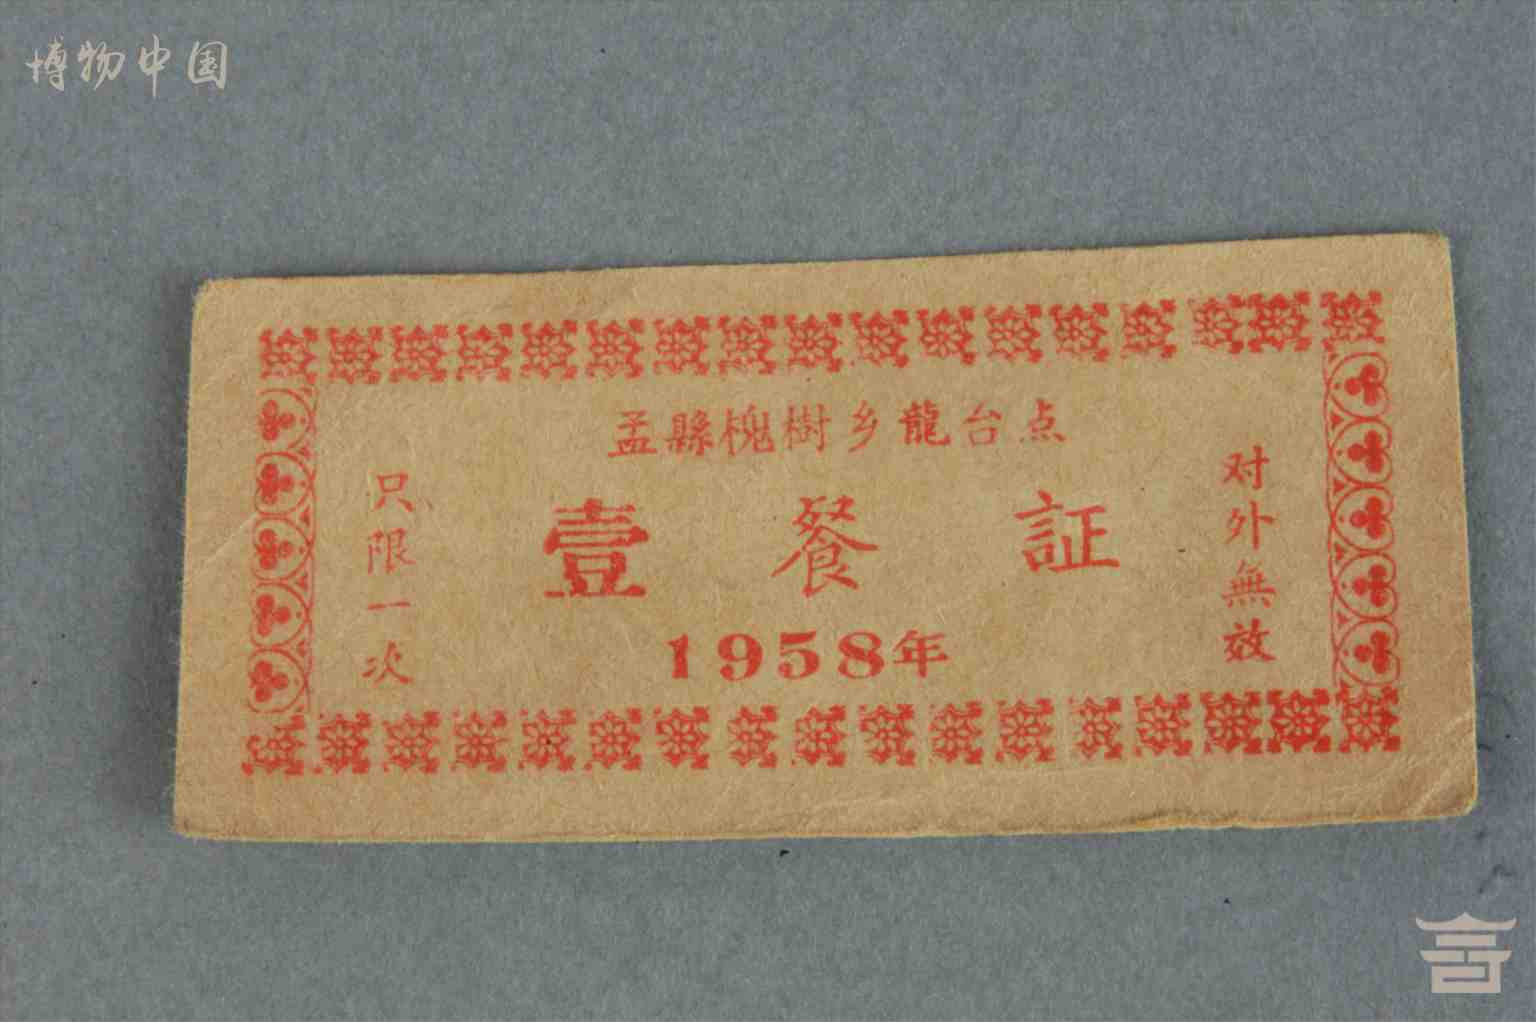 博物中国
孟縣槐樹乡龍台点
壹餐証
1958年
只限一次
对外無效